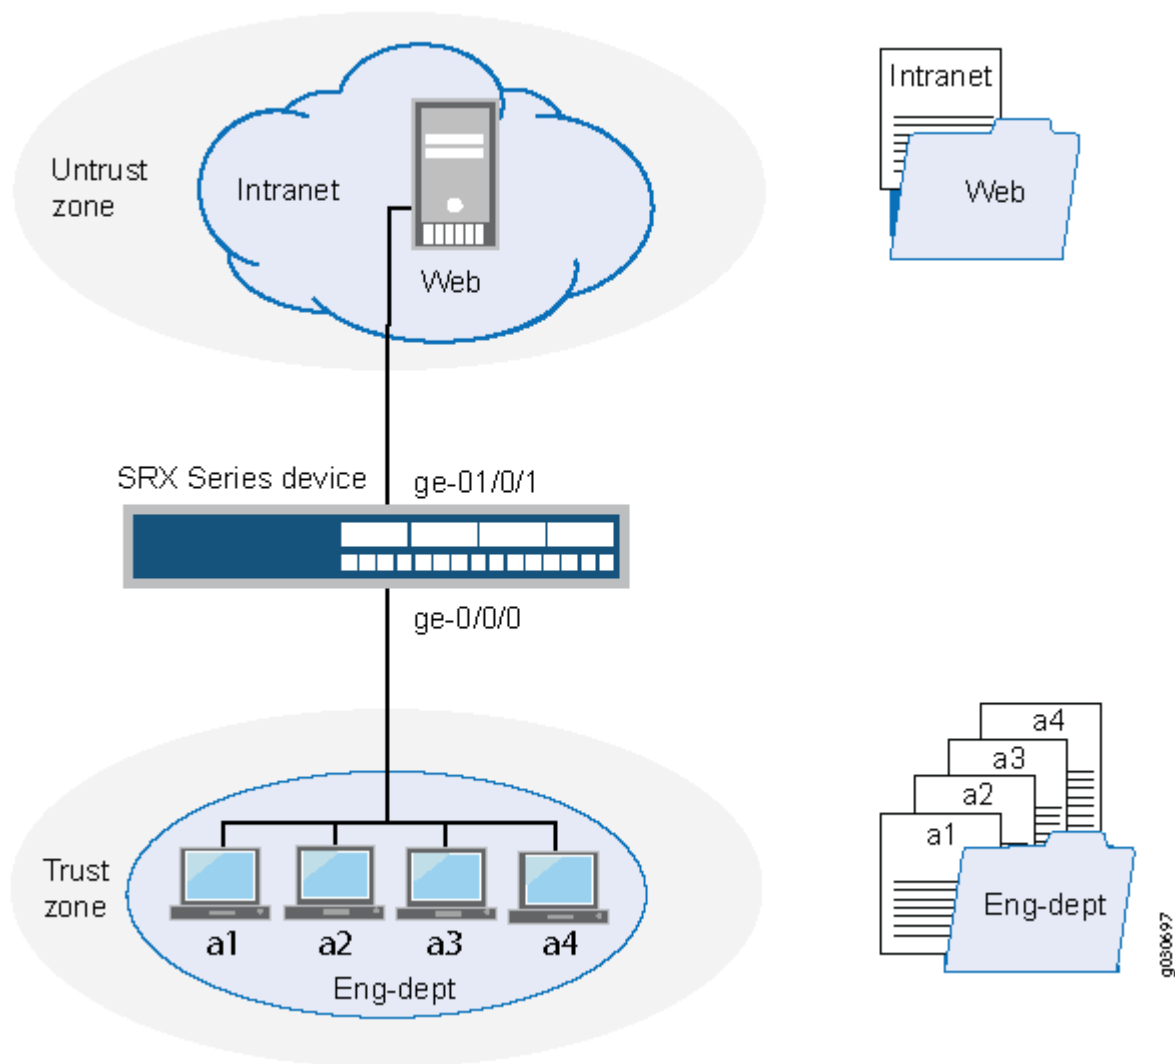 Intranet
Untrust
zone
Intranet
Web
Web
SRX Series device
ge-01/0/1
ge-0/0/0
a4
a3
a2
a1
Trust
zone
a1 a2 a3 a4
Eng-dept
Eng-dept
g030697